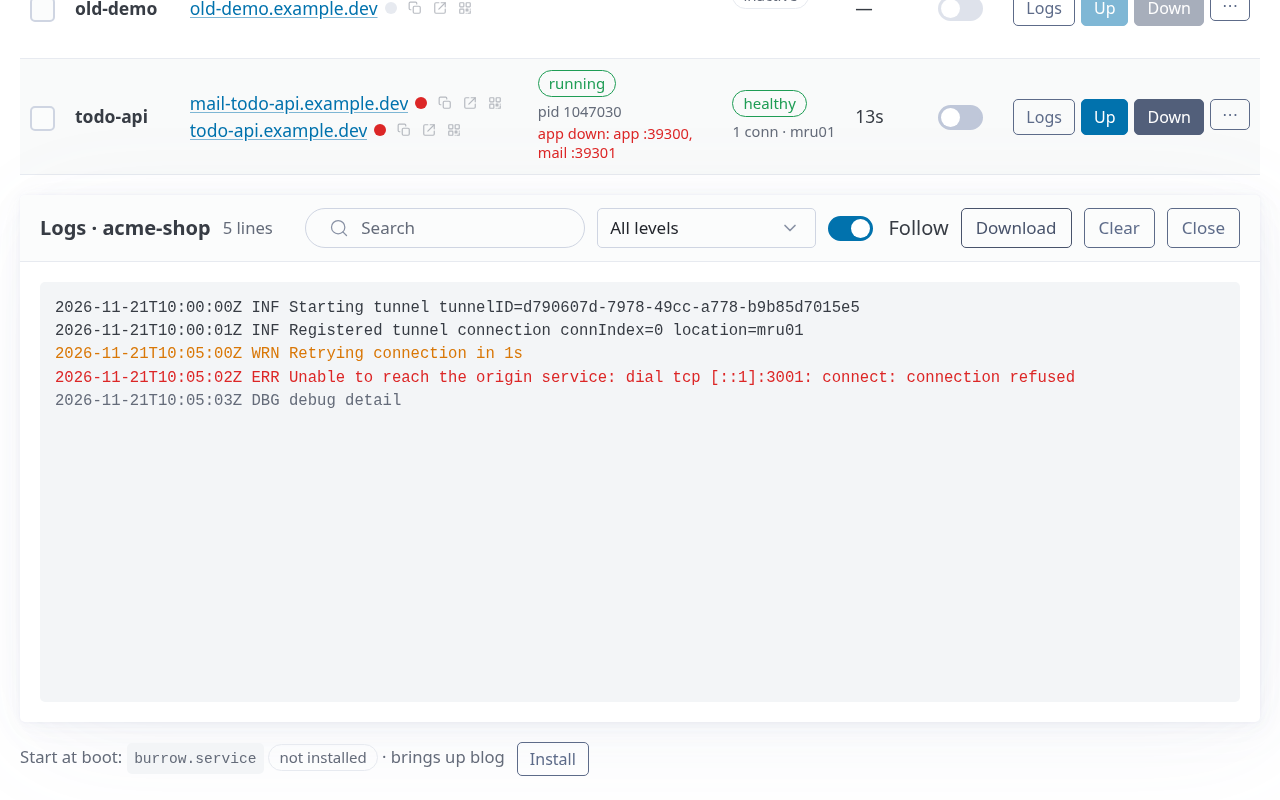 old-demo old-demo.example.dev — Logs Up Down ...
running
mail-todo-api.example.dev healthy
todo-api pid 1047030 13s Logs Up Down ...
todo-api.example.dev app down: app :39300, 1 conn · mru01
mail :39301
Logs · acme-shop 5 lines Search All levels Follow Download Clear Close
2026-11-21T10:00:00Z INF Starting tunnel tunnelID=d790607d-7978-49cc-a778-b9b85d7015e5
2026-11-21T10:00:01Z INF Registered tunnel connection connIndex=0 location=mru01
2026-11-21T10:05:00Z WRN Retrying connection in 1s
2026-11-21T10:05:02Z ERR Unable to reach the origin service: dial tcp [::1]:3001: connect: connection refused
2026-11-21T10:05:03Z DBG debug detail
Start at boot: burrow.service not installed · brings up blog Install